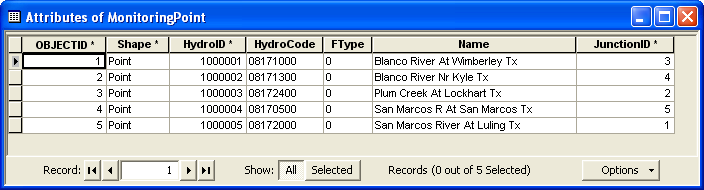 Attributes of MonitoringPoint
OBJECTID * Shape * HydroID * HydroCode FType Name JunctionID *
1 Point 1000001 08171000 0 Blanco River At Wimberley Tx 3
2 Point 1000002 08171300 0 Blanco River Nr Kyle Tx 4
3 Point 1000003 08172400 0 Plum Creek At Lockhart Tx 2
4 Point 1000004 08170500 0 San Marcos R At San Marcos Tx 5
5 Point 1000005 08172000 0 San Marcos River At Luling Tx 1
Record: 1 Show: All Selected Records (0 out of 5 Selected) Options